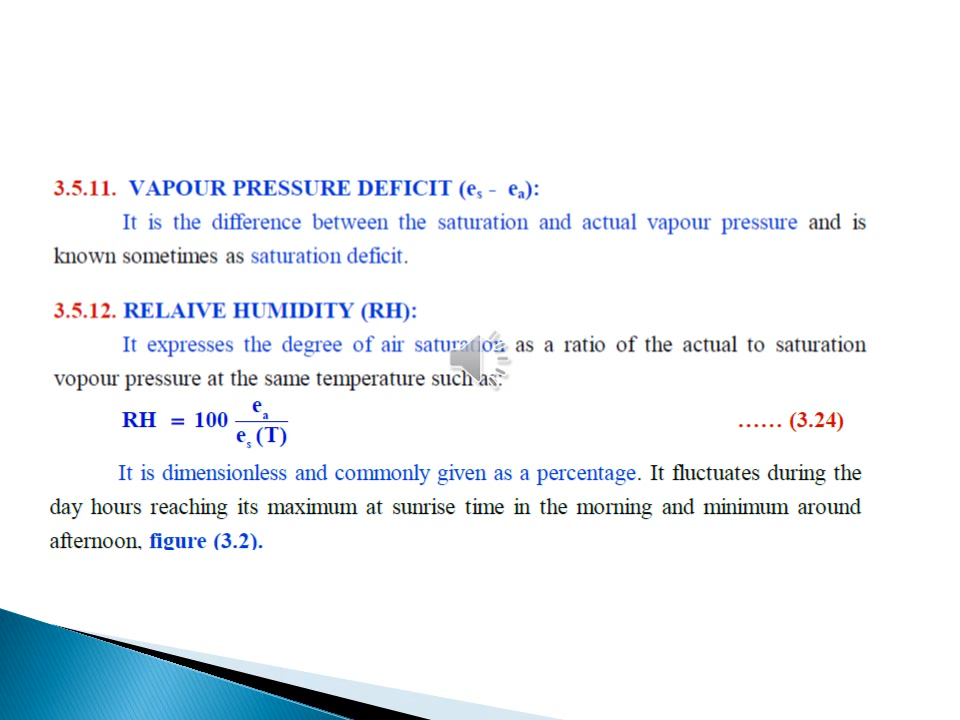 3.5.11. VAPOUR PRESSURE DEFICIT (es - ea):
It is the difference between the saturation and actual vapour pressure and is
known sometimes as saturation deficit.
3.5.12. RELAIVE HUMIDITY (RH):
It expresses the degree of air saturation as a ratio of the actual to saturation
vopour pressure at the same temperature such as:
RH = 100 ea / es (T) ...... (3.24)
It is dimensionless and commonly given as a percentage. It fluctuates during the
day hours reaching its maximum at sunrise time in the morning and minimum around
afternoon, figure (3.2).